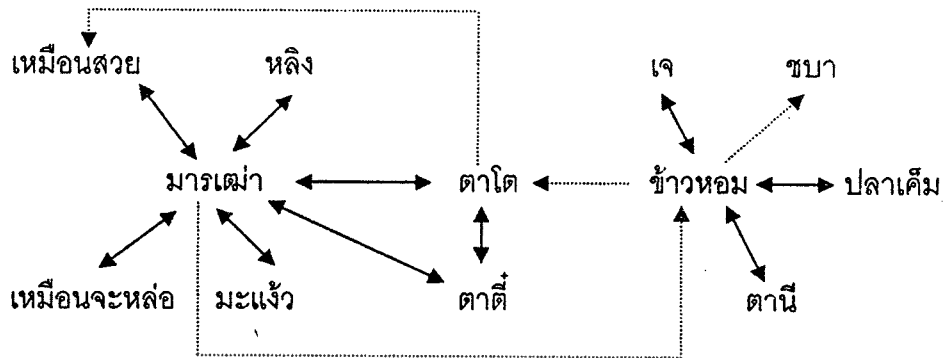 เหมือนสวย หลิง เจ ชบา
มารเฒ่า ตาโต ข้าวหอม ปลาเค็ม
เหมือนจะหล่อ มะแง้ว ตาตี่ ตานี